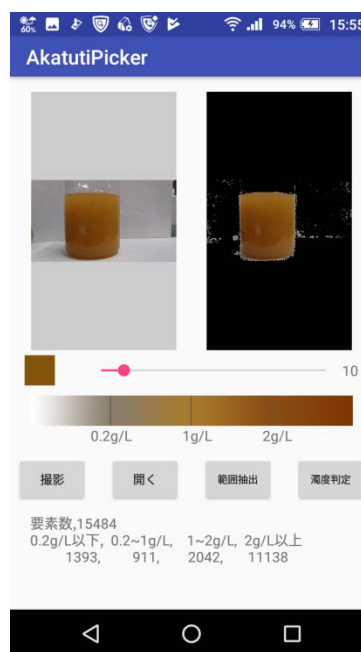 60%
94%
15:55
AkatutiPicker
10
0.2g/L 1g/L 2g/L
撮影 開く 範囲抽出 濁度判定
要素数,15484
0.2g/L以下, 0.2~1g/L, 1~2g/L, 2g/L以上
1393, 911, 2042, 11138